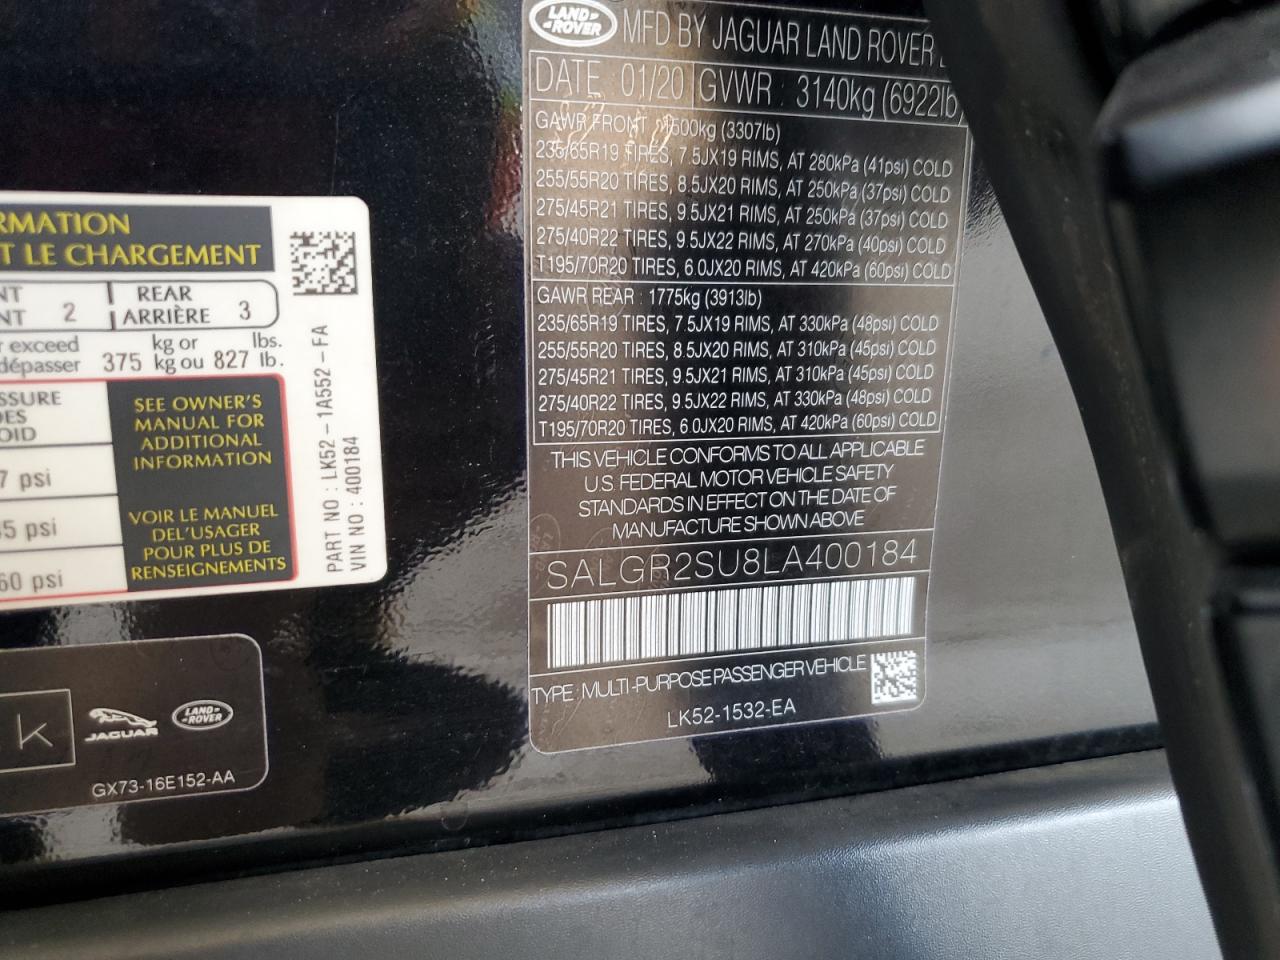 LAND ROVER
MFD BY JAGUAR LAND ROVER
DATE : 01/20 GVWR : 3140kg (6922lb)
GAWR FRONT 1500kg (3307lb)
235/65R19 TIRES, 7.5JX19 RIMS, AT 280kPa (41psi) COLD
255/55R20 TIRES, 8.5JX20 RIMS, AT 250kPa (37psi) COLD
275/45R21 TIRES, 9.5JX21 RIMS, AT 250kPa (37psi) COLD
275/40R22 TIRES, 9.5JX22 RIMS, AT 270kPa (40psi) COLD
T195/70R20 TIRES, 6.0JX20 RIMS, AT 420kPa (60psi) COLD
GAWR REAR : 1775kg (3913lb)
235/65R19 TIRES, 7.5JX19 RIMS, AT 330kPa (48psi) COLD
255/55R20 TIRES, 8.5JX20 RIMS, AT 310kPa (45psi) COLD
275/45R21 TIRES, 9.5JX21 RIMS, AT 310kPa (45psi) COLD
275/40R22 TIRES, 9.5JX22 RIMS, AT 330kPa (48psi) COLD
T195/70R20 TIRES, 6.0JX20 RIMS, AT 420kPa (60psi) COLD
THIS VEHICLE CONFORMS TO ALL APPLICABLE
U.S. FEDERAL MOTOR VEHICLE SAFETY
STANDARDS IN EFFECT ON THE DATE OF
MANUFACTURE SHOWN ABOVE
SALGR2SU8LA400184
TYPE : MULTI-PURPOSE PASSENGER VEHICLE
LK52-1532-EA
RMATION
T LE CHARGEMENT
NT 2 REAR 3
NT ARRIÈRE
r exceed kg or lbs.
dépasser 375 kg ou 827 lb.
ESSURE
DES
OID
7 psi
45 psi
60 psi
SEE OWNER'S
MANUAL FOR
ADDITIONAL
INFORMATION
VOIR LE MANUEL
DE L'USAGER
POUR PLUS DE
RENSEIGNEMENTS
PART NO : LK52 - 1A552 - FA
VIN NO : 400184
k
JAGUAR
LAND ROVER
GX73-16E152-AA